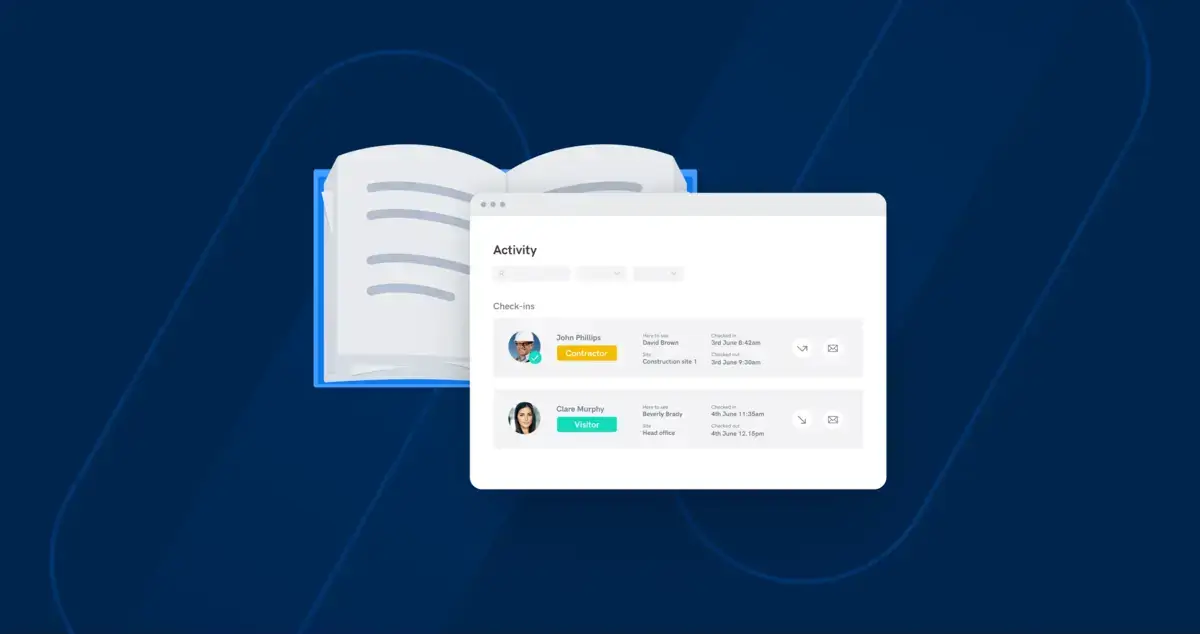 Activity
Check-ins
John Phillips
Contractor
Here to see
David Brown
Site
Construction site 1
Checked in
3rd June 8:42am
Checked out
3rd June 9:30am
Clare Murphy
Visitor
Here to see
Beverly Brady
Site
Head office
Checked in
4th June 11:35am
Checked out
4th June 12.15pm